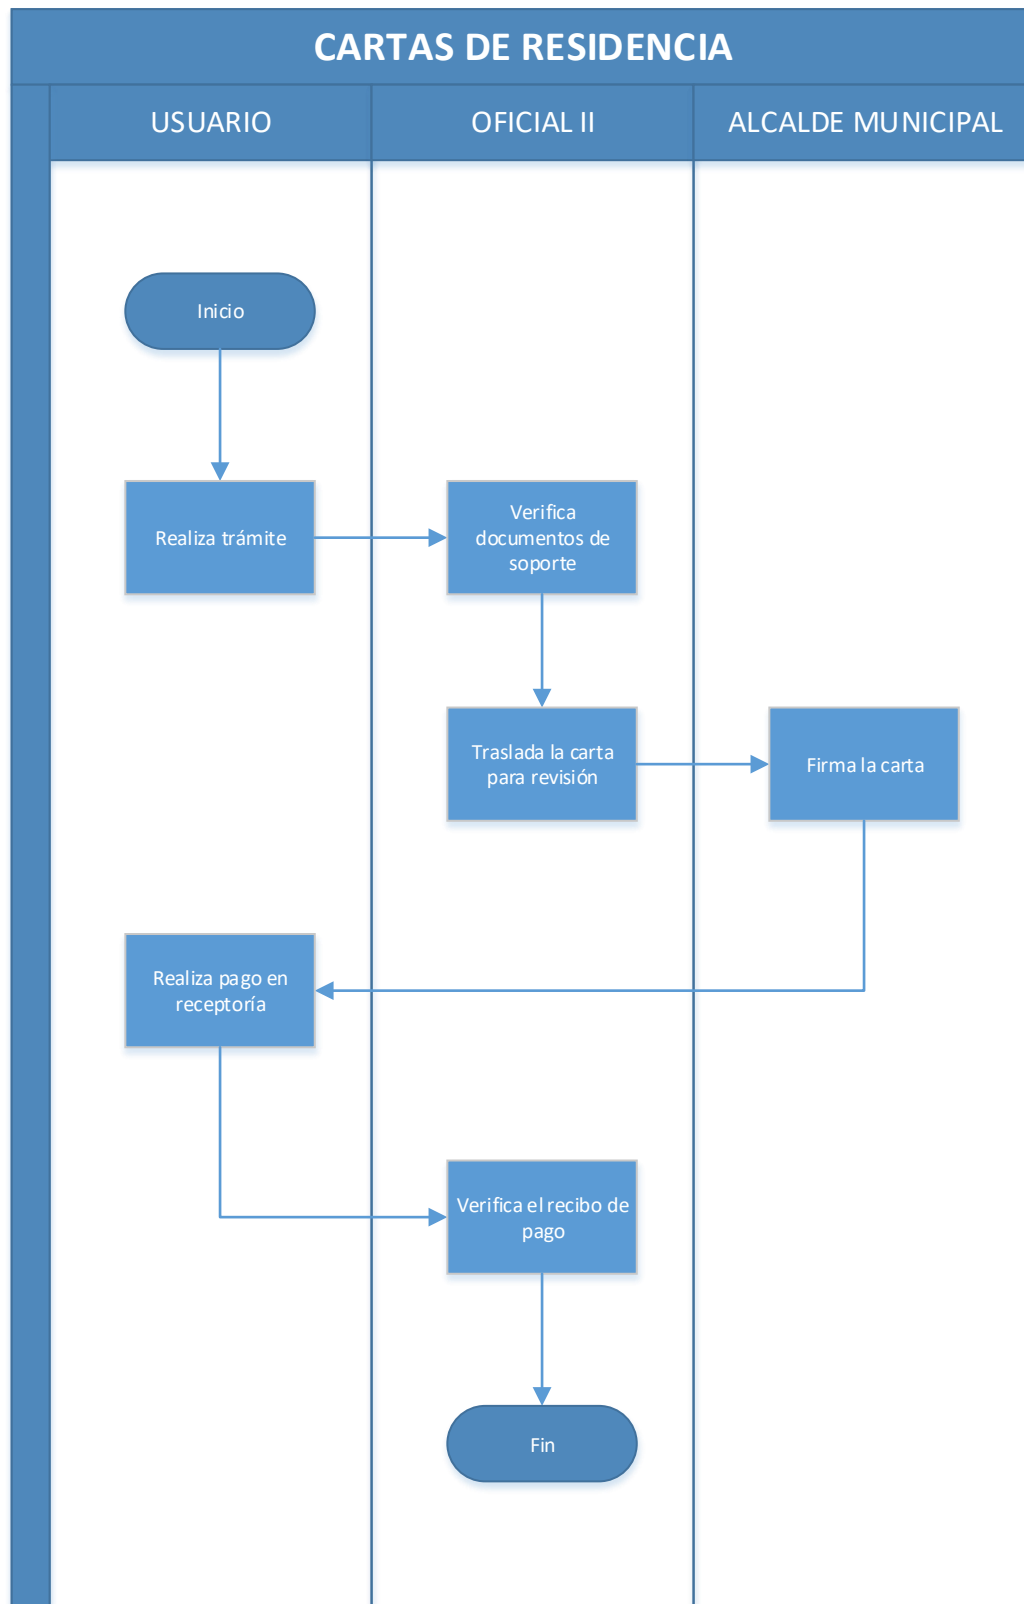 CARTAS DE RESIDENCIA
USUARIO
OFICIAL II
ALCALDE MUNICIPAL
Inicio
Realiza trámite
Verifica
documentos de
soporte
Traslada la carta
para revisión
Firma la carta
Realiza pago en
receptoría
Verifica el recibo de
pago
Fin